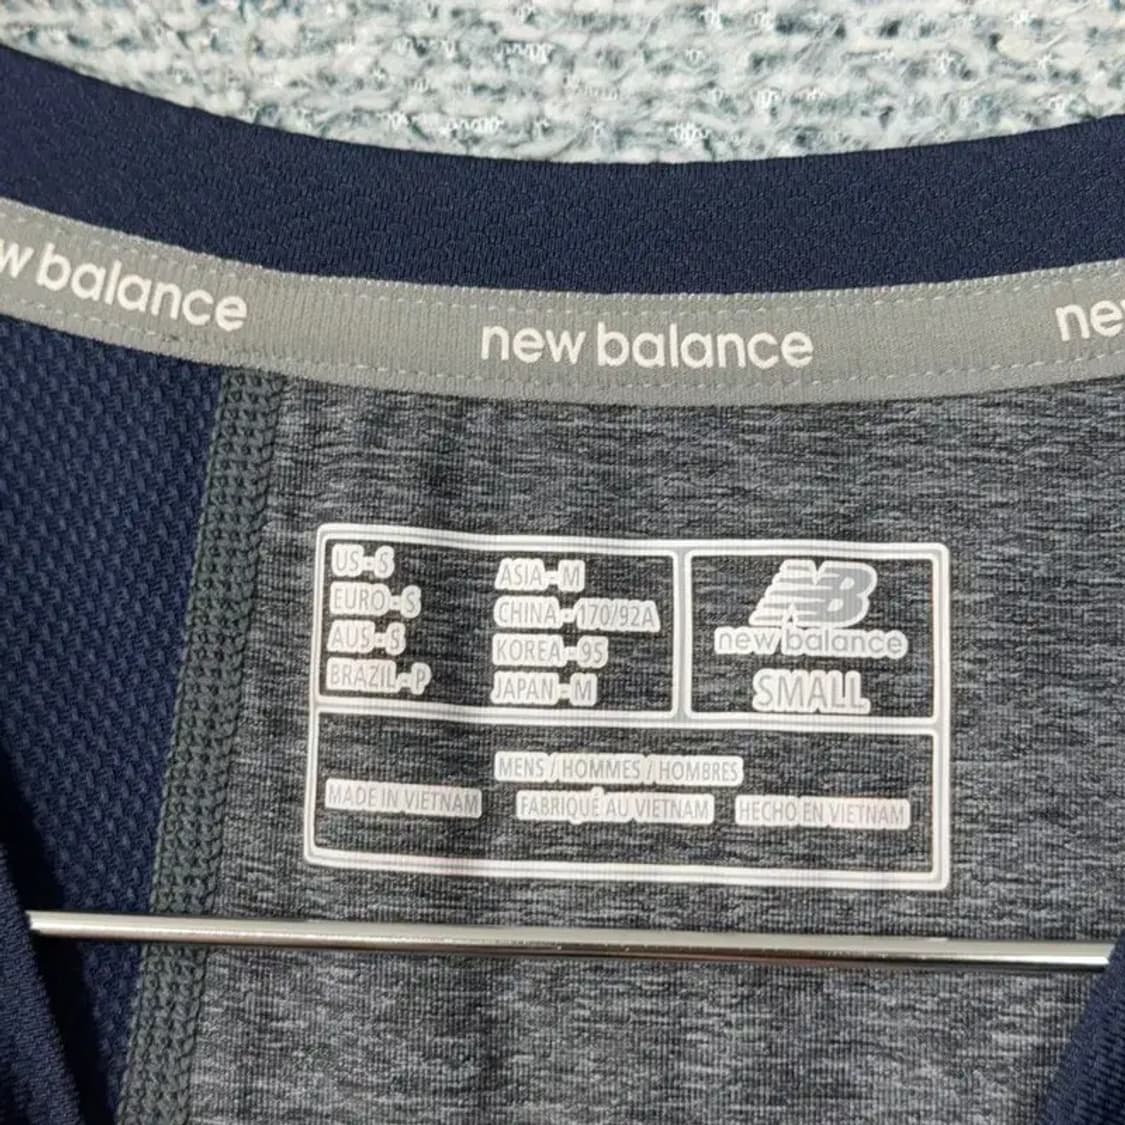 w balance
new balance
ne
US-S
EURO-S
AUS-S
BRAZIL-P
ASIA-M
CHINA-170/92A
KOREA-95
JAPAN-M
NB
new balance
SMALL
MENS / HOMMES / HOMBRES
MADE IN VIETNAM
FABRIQUÉ AU VIETNAM
HECHO EN VIETNAM